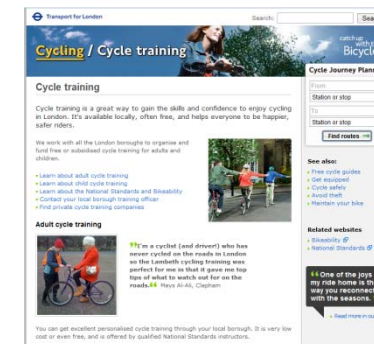 Transport for London
Search:
Sea
Cycling / Cycle training
catch up
with t
Bicycl
Cycle training
Cycle training is a great way to gain the skills and confidence to enjoy cycling
in London. It's available locally, often free, and helps everyone to be happier,
safer riders.
We work with all the London boroughs to organise and
fund free or subsidised cycle training for adults and
children.
Learn about adult cycle training
Learn about child cycle training
Learn about the National Standards and Bikeability
Contact your local borough training officer
Find private cycle training companies
Adult cycle training
I'm a cyclist (and driver!) who has
never cycled on the roads in London
so the Lambeth cycling training was
perfect for me in that it gave me top
tips of what to watch out for on the
roads. Maya Al-Ali, Clapham
You can get excellent personalised cycle training through your local borough. It is very low
cost or even free, and is offered by qualified National Standards instructors.
Cycle Journey Plann
From:
Station or stop
To
Station or stop
Find routes
See also:
Free cycle guides
Get equipped
Cycle safely
Avoid theft
Maintain your bike
Related websites
Bikeability
National Standards
One of the joys
my ride home is th
way you reconnect
with the seasons.
Read more in ou